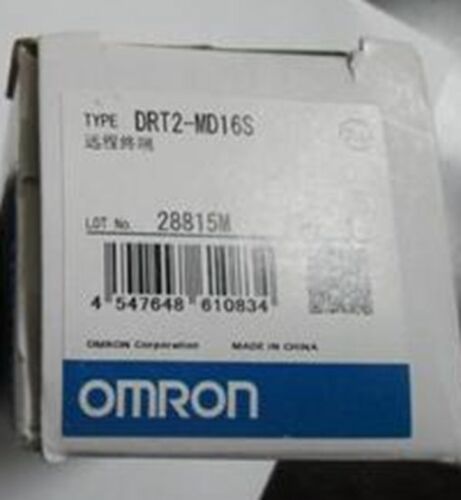 TYPE DRT2-MD16S
远程终端
LOT No. 28815M
4 547648 610834
OMRON Corporation MADE IN CHINA
OMRON